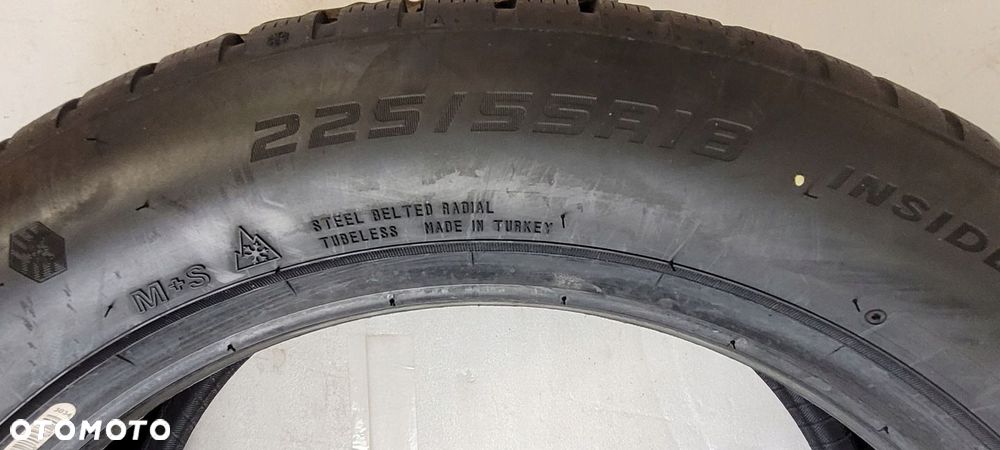 225/55R18
INSIDE
STEEL BELTED RADIAL
TUBELESS MADE IN TURKEY
M+S
OTOMOTO